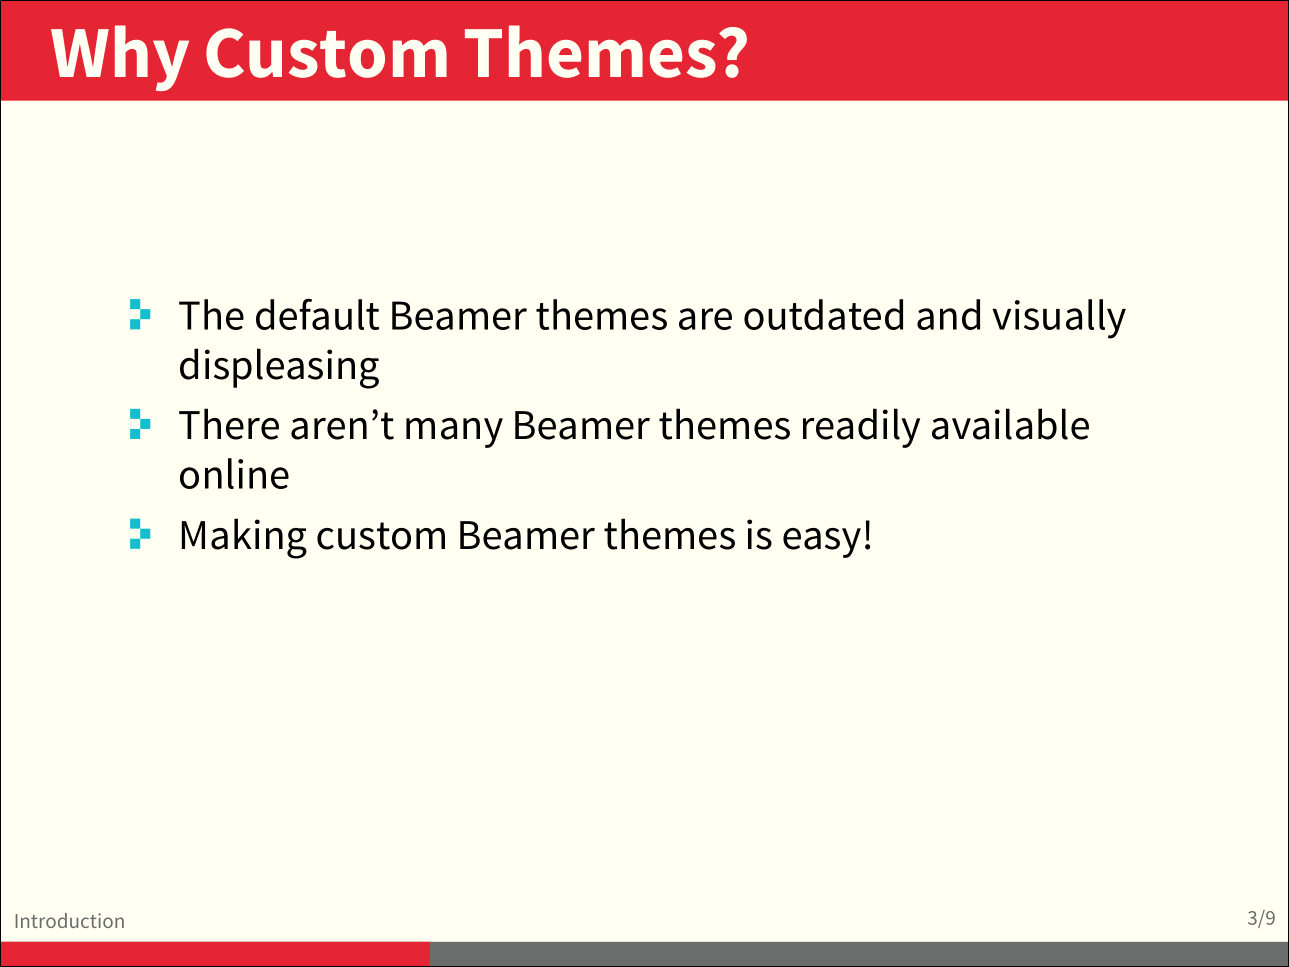 Why Custom Themes?
The default Beamer themes are outdated and visually
displeasing
There aren’t many Beamer themes readily available
online
Making custom Beamer themes is easy!
Introduction
3/9